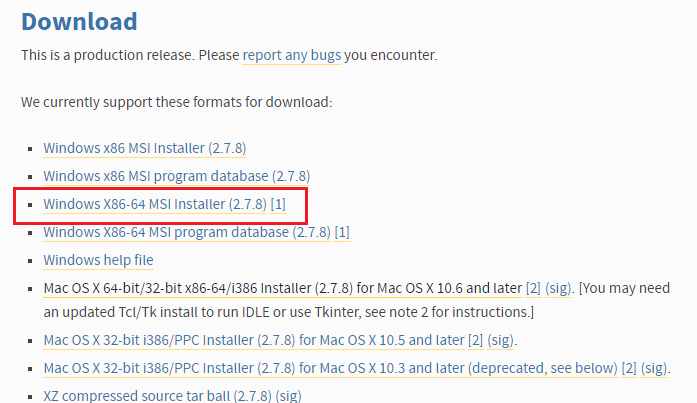 Download
This is a production release. Please report any bugs you encounter.
We currently support these formats for download:
Windows x86 MSI Installer (2.7.8)
Windows x86 MSI program database (2.7.8)
Windows X86-64 MSI Installer (2.7.8) [1]
Windows X86-64 MSI program database (2.7.8) [1]
Windows help file
Mac OS X 64-bit/32-bit x86-64/i386 Installer (2.7.8) for Mac OS X 10.6 and later [2] (sig). [You may need
an updated Tcl/Tk install to run IDLE or use Tkinter, see note 2 for instructions.]
Mac OS X 32-bit i386/PPC Installer (2.7.8) for Mac OS X 10.5 and later [2] (sig).
Mac OS X 32-bit i386/PPC Installer (2.7.8) for Mac OS X 10.3 and later (deprecated, see below) [2] (sig).
XZ compressed source tar ball (2.7.8) (sig)